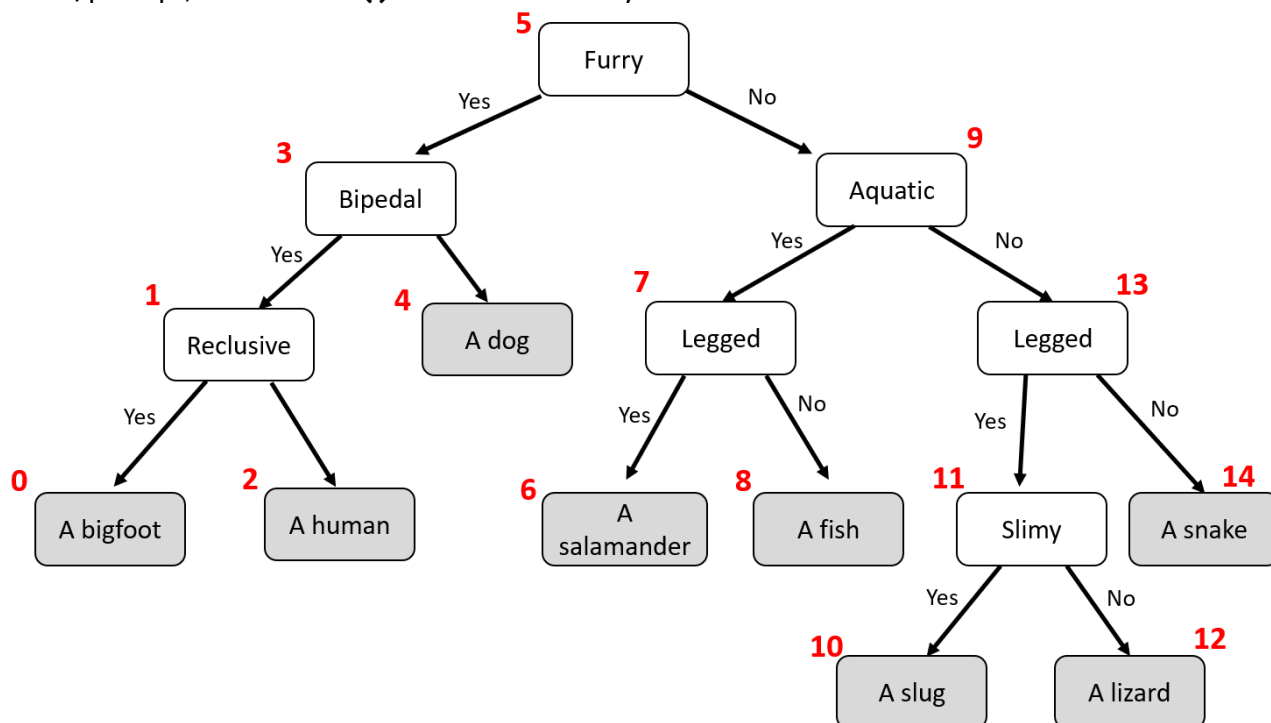 5
Furry
Yes
No
3
9
Bipedal
Aquatic
Yes
Yes
No
1
4
7
13
Reclusive
A dog
Legged
Legged
Yes
Yes
No
Yes
No
0
2
6
8
11
14
A bigfoot
A human
A
salamander
A fish
Slimy
A snake
Yes
No
10
12
A slug
A lizard